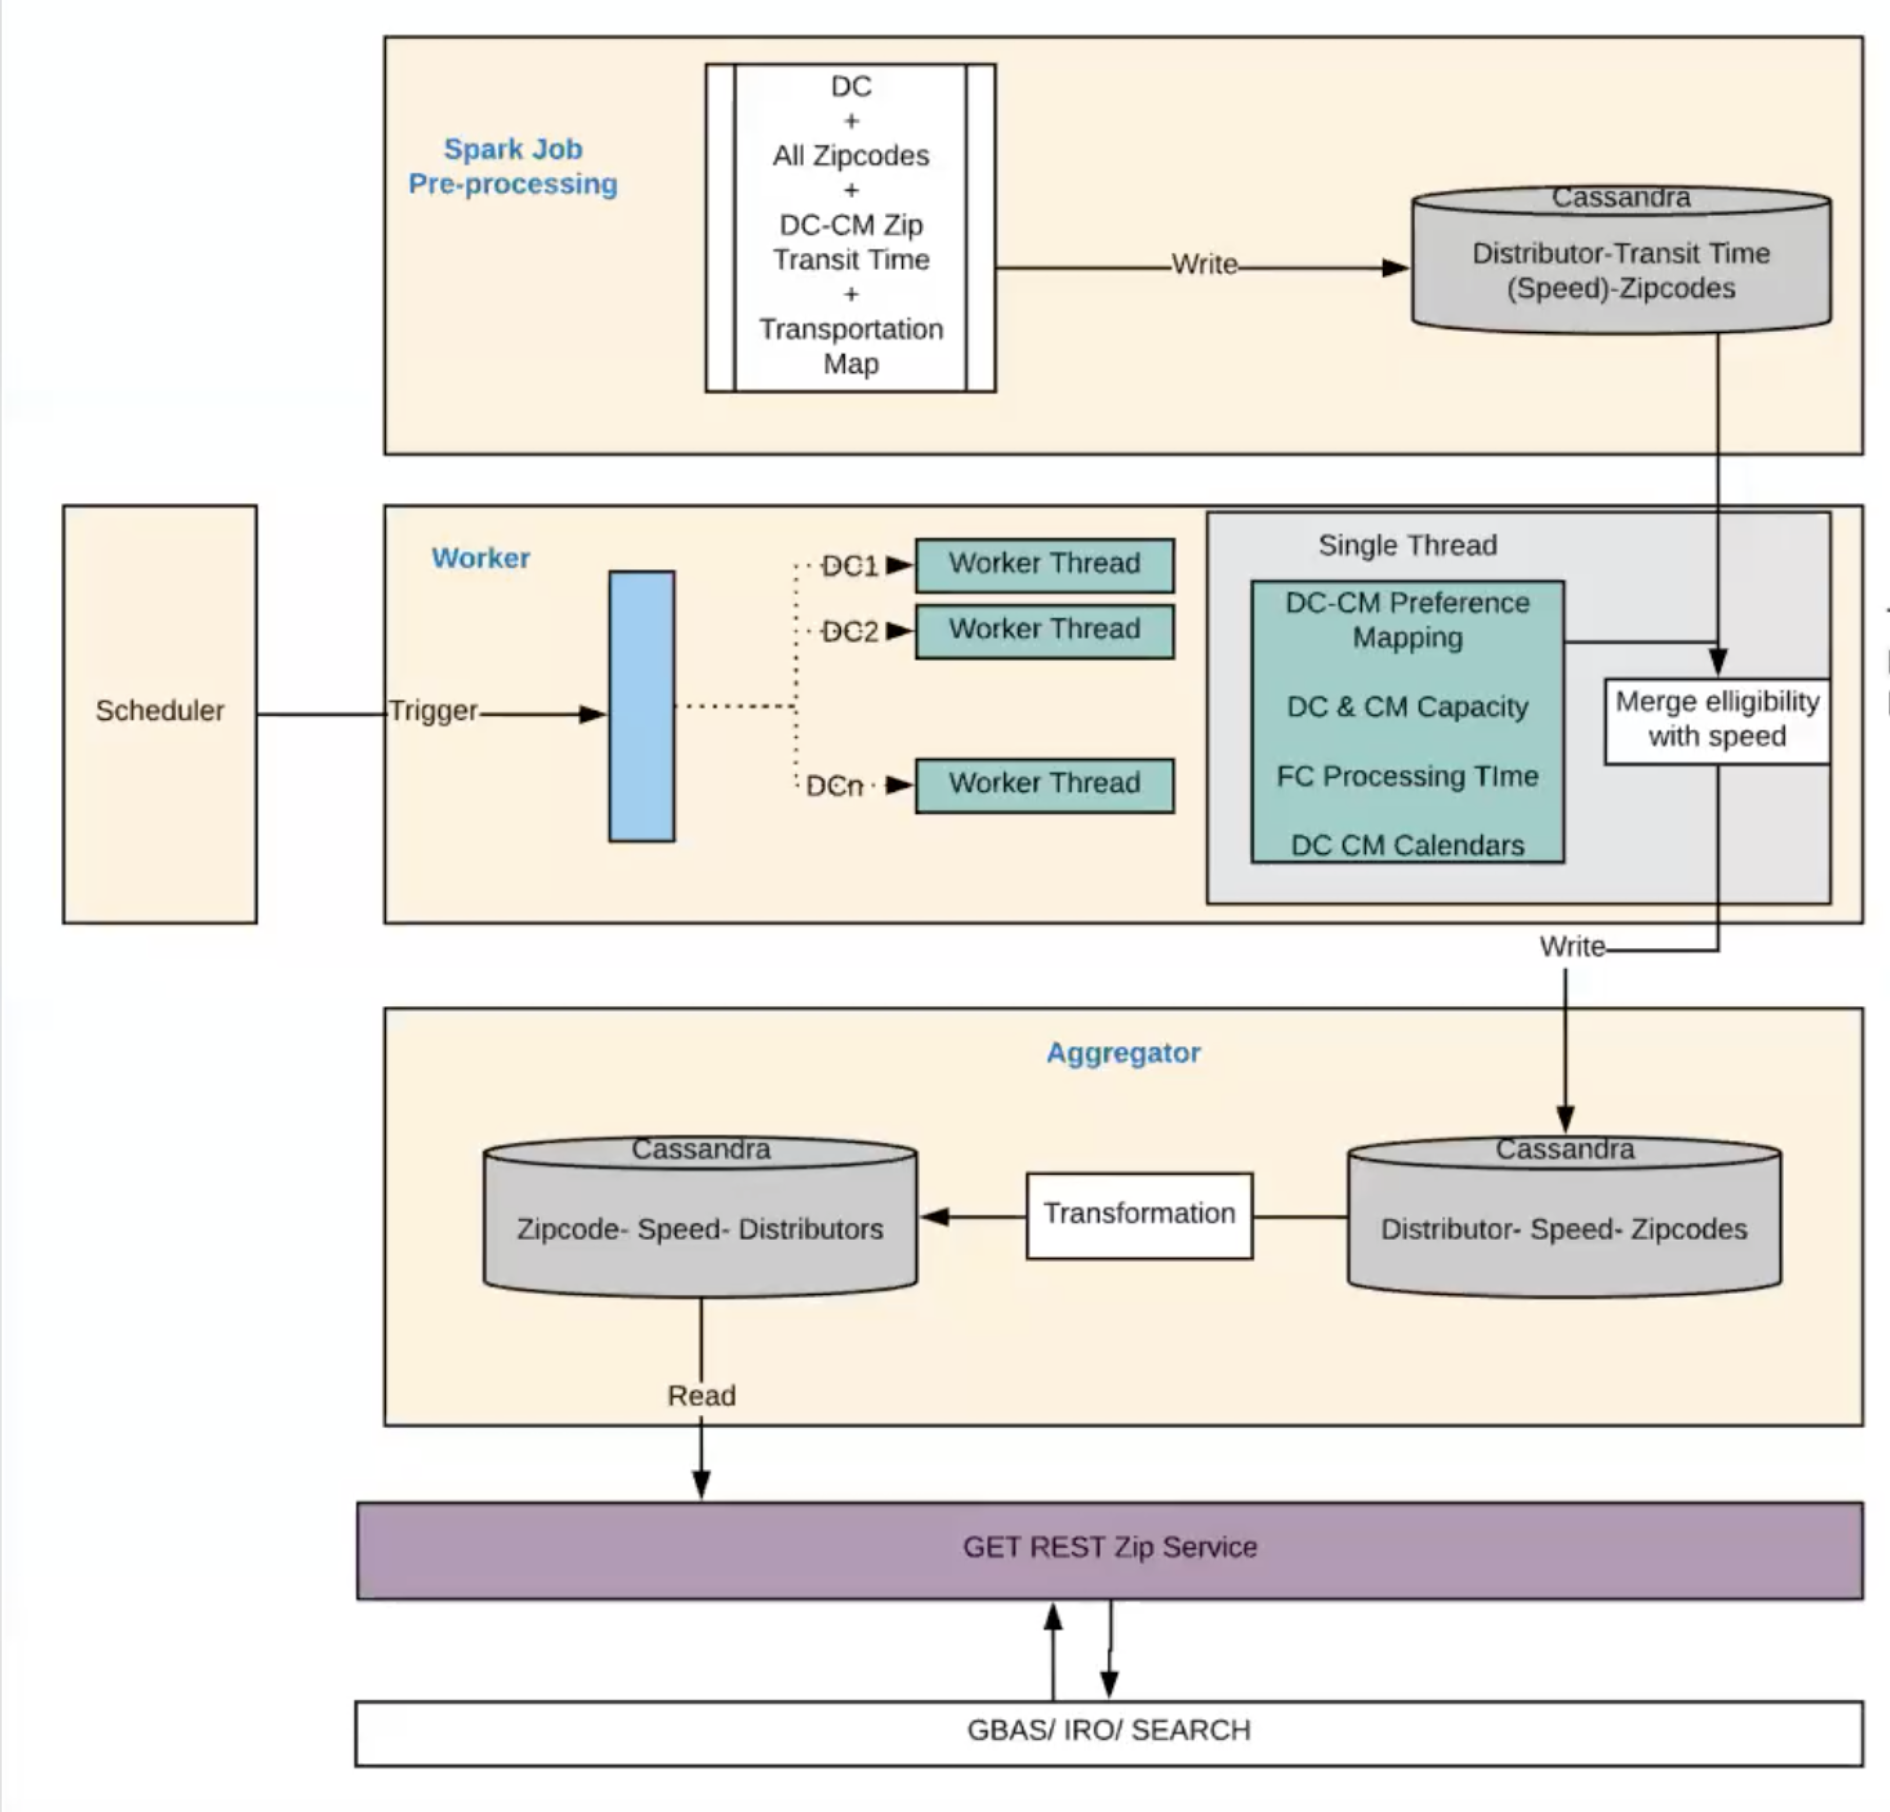 Spark Job
Pre-processing
DC
+
All Zipcodes
+
DC-CM Zip
Transit Time
+
Transportation
Map
Write
Cassandra
Distributor-Transit Time
(Speed)-Zipcodes
Scheduler
Trigger
Worker
DC1
Worker Thread
DC2
Worker Thread
DCn
Worker Thread
Single Thread
DC-CM Preference
Mapping
DC & CM Capacity
FC Processing TIme
DC CM Calendars
Merge elligibility
with speed
Write
Aggregator
Cassandra
Zipcode- Speed- Distributors
Transformation
Cassandra
Distributor- Speed- Zipcodes
Read
GET REST Zip Service
GBAS/ IRO/ SEARCH